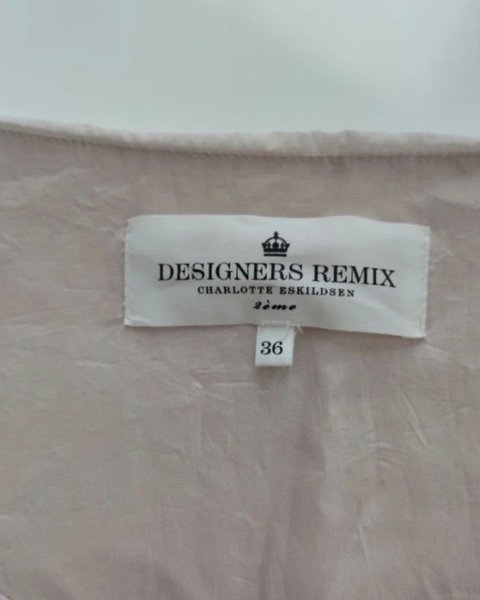 DESIGNERS REMIX
CHARLOTTE ESKILDSEN
2ème
36